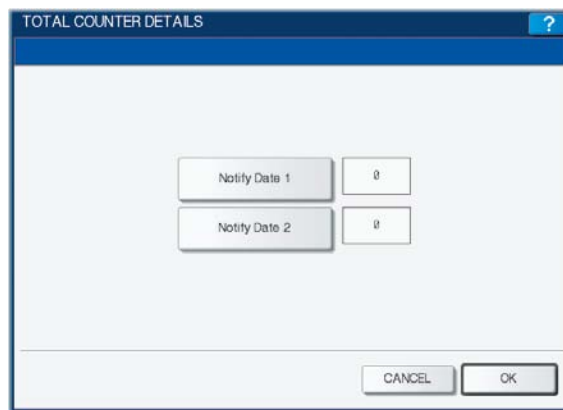 TOTAL COUNTER DETAILS ?
Notify Date 1 0
Notify Date 2 0
CANCEL OK